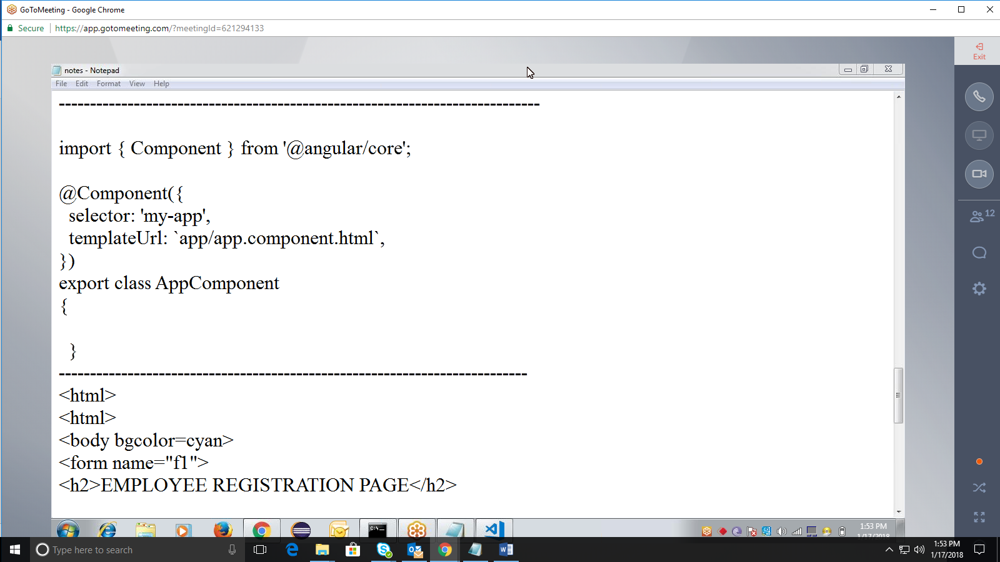 GoToMeeting - Google Chrome
Secure
https://app.gotomeeting.com/?meetingId=621294133
Exit
notes - Notepad
File Edit Format View Help
-----------------------------------------------------------------------------
import { Component } from '@angular/core';
@Component({
selector: 'my-app',
templateUrl: `app/app.component.html`,
})
export class AppComponent
{
}
---------------------------------------------------------------------------
<html>
<html>
<body bgcolor=cyan>
<form name="f1">
<h2>EMPLOYEE REGISTRATION PAGE</h2>
12
1:53 PM
1/17/2018
Type here to search
1:53 PM
1/17/2018